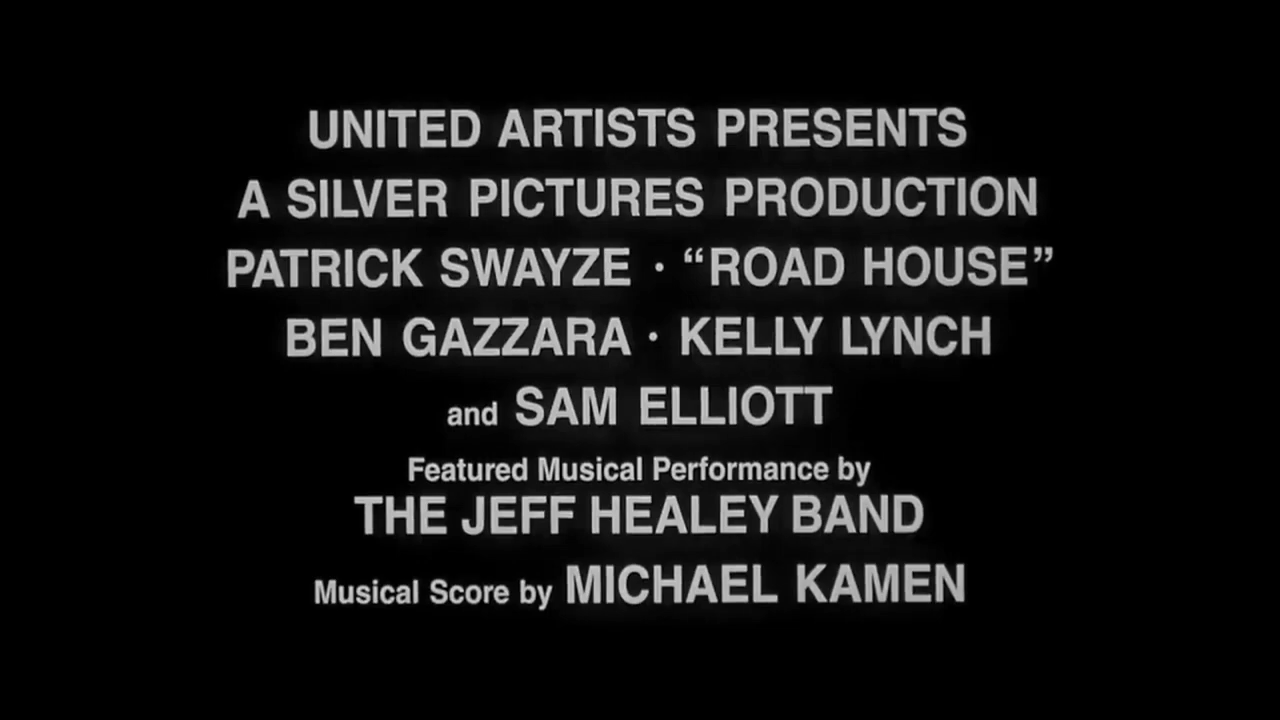 UNITED ARTISTS PRESENTS
A SILVER PICTURES PRODUCTION
PATRICK SWAYZE · “ROAD HOUSE”
BEN GAZZARA · KELLY LYNCH
and SAM ELLIOTT
Featured Musical Performance by
THE JEFF HEALEY BAND
Musical Score by MICHAEL KAMEN